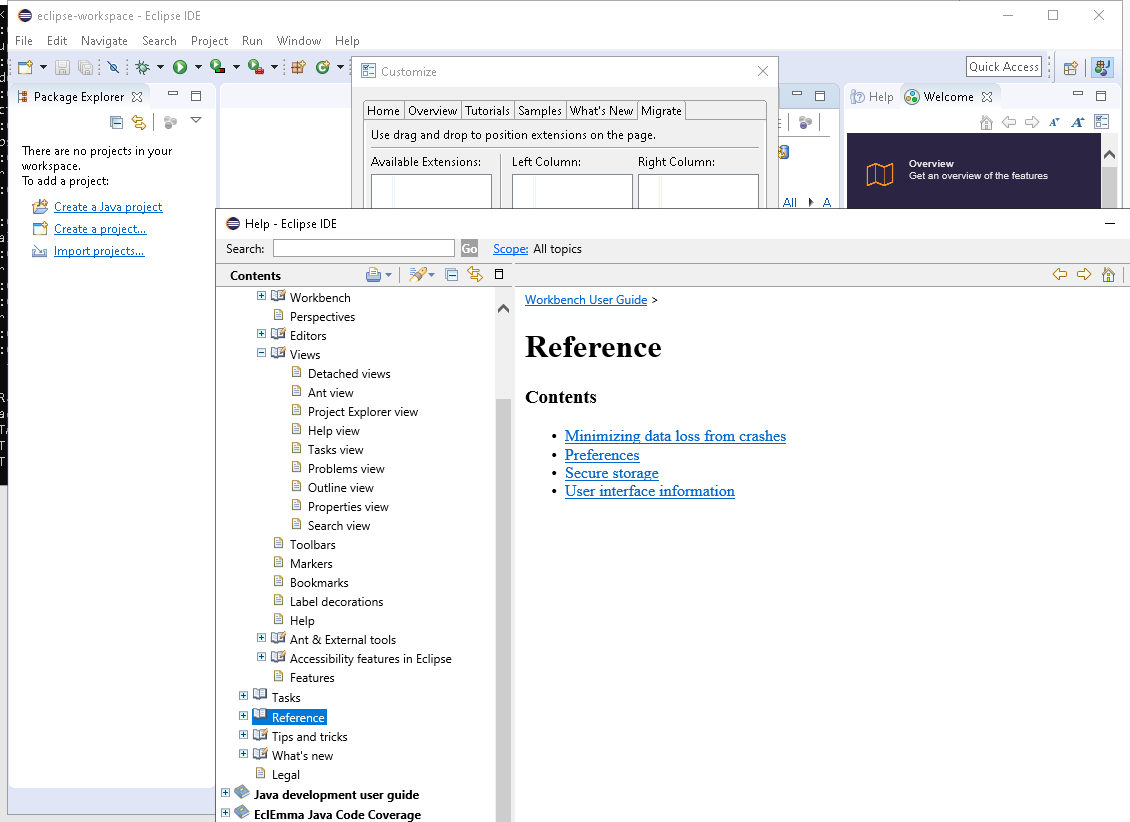 eclipse-workspace - Eclipse IDE
File Edit Navigate Search Project Run Window Help
Quick Access
Package Explorer
There are no projects in your
workspace.
To add a project:
Create a Java project
Create a project...
Import projects...
Customize
Home Overview Tutorials Samples What's New Migrate
Use drag and drop to position extensions on the page.
Available Extensions: Left Column: Right Column:
All A
Help Welcome
Overview
Get an overview of the features
Help - Eclipse IDE
Search: Go Scope: All topics
Contents
Workbench
Perspectives
Editors
Views
Detached views
Ant view
Project Explorer view
Help view
Tasks view
Problems view
Outline view
Properties view
Search view
Toolbars
Markers
Bookmarks
Label decorations
Help
Ant & External tools
Accessibility features in Eclipse
Features
Tasks
Reference
Tips and tricks
What's new
Legal
Java development user guide
EclEmma Java Code Coverage
Workbench User Guide >
Reference
Contents
• Minimizing data loss from crashes
• Preferences
• Secure storage
• User interface information